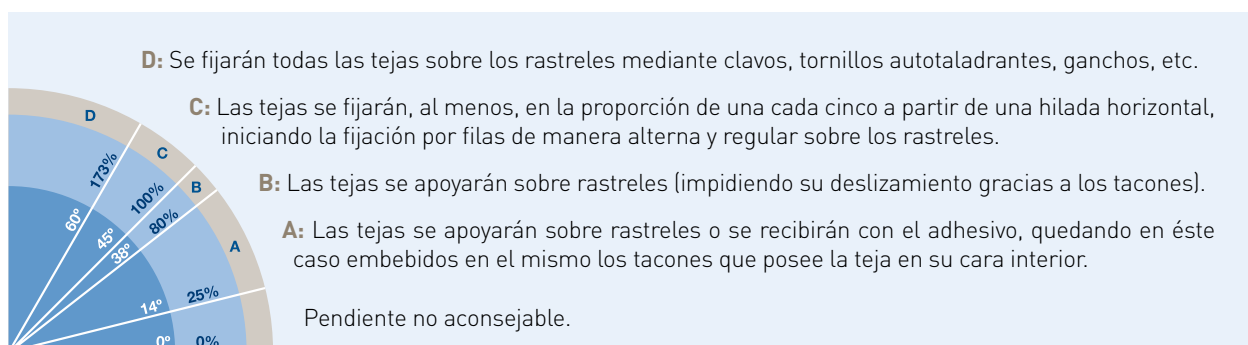 D: Se fijarán todas las tejas sobre los rastreles mediante clavos, tornillos autotaladrantes, ganchos, etc.
C: Las tejas se fijarán, al menos, en la proporción de una cada cinco a partir de una hilada horizontal,
iniciando la fijación por filas de manera alterna y regular sobre los rastreles.
B: Las tejas se apoyarán sobre rastreles (impidiendo su deslizamiento gracias a los tacones).
A: Las tejas se apoyarán sobre rastreles o se recibirán con el adhesivo, quedando en éste
caso embebidos en el mismo los tacones que posee la teja en su cara interior.
Pendiente no aconsejable.
D
C
B
A
173%
100%
80%
25%
0%
60º
45º
38º
14º
0º